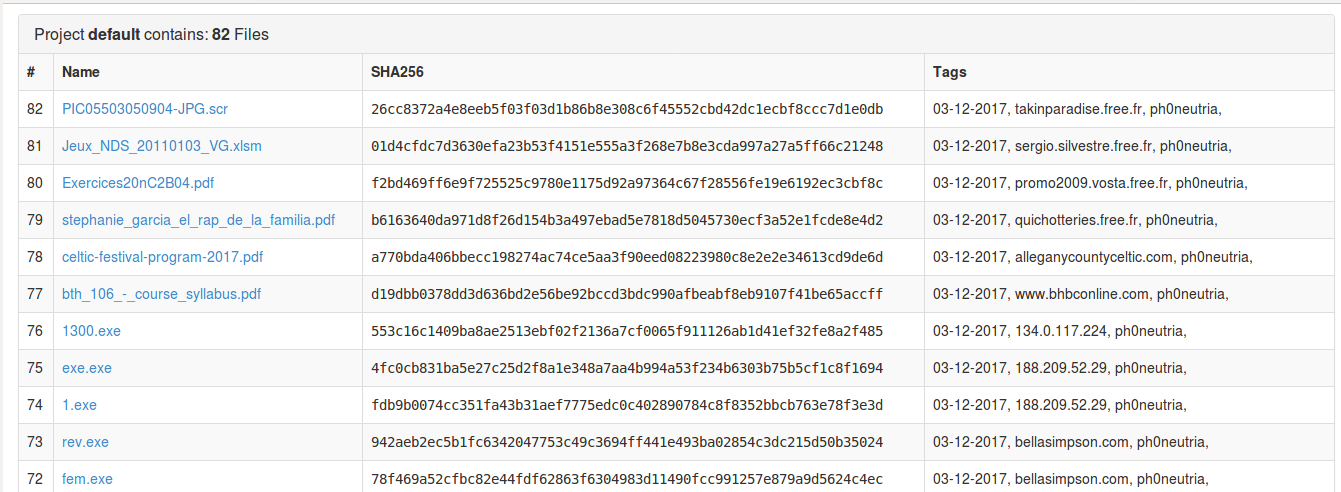 Project default contains: 82 Files
# Name SHA256 Tags
82 PIC05503050904-JPG.scr 26cc8372a4e8eeb5f03f03d1b86b8e308c6f45552cbd42dc1ecbf8ccc7d1e0db 03-12-2017, takinparadise.free.fr, ph0neutria,
81 Jeux_NDS_20110103_VG.xlsm 01d4cfdc7d3630efa23b53f4151e555a3f268e7b8e3cda997a27a5ff66c21248 03-12-2017, sergio.silvestre.free.fr, ph0neutria,
80 Exercices20nC2B04.pdf f2bd469ff6e9f725525c9780e1175d92a97364c67f28556fe19e6192ec3cbf8c 03-12-2017, promo2009.vosta.free.fr, ph0neutria,
79 stephanie_garcia_el_rap_de_la_familia.pdf b6163640da971d8f26d154b3a497ebad5e7818d5045730ecf3a52e1fcde8e4d2 03-12-2017, quichotteries.free.fr, ph0neutria,
78 celtic-festival-program-2017.pdf a770bda406bbecc198274ac74ce5aa3f90eed08223980c8e2e2e34613cd9de6d 03-12-2017, alleganycountyceltic.com, ph0neutria,
77 bth_106_-_course_syllabus.pdf d19dbb0378dd3d636bd2e56be92bccd3bdc990afbeabf8eb9107f41be65accff 03-12-2017, www.bhbconline.com, ph0neutria,
76 1300.exe 553c16c1409ba8ae2513ebf02f2136a7cf0065f911126ab1d41ef32fe8a2f485 03-12-2017, 134.0.117.224, ph0neutria,
75 exe.exe 4fc0cb831ba5e27c25d2f8a1e348a7aa4b994a53f234b6303b75b5cf1c8f1694 03-12-2017, 188.209.52.29, ph0neutria,
74 1.exe fdb9b0074cc351fa43b31aef7775edc0c402890784c8f8352bbcb763e78f3e3d 03-12-2017, 188.209.52.29, ph0neutria,
73 rev.exe 942aeb2ec5b1fc6342047753c49c3694ff441e493ba02854c3dc215d50b35024 03-12-2017, bellasimpson.com, ph0neutria,
72 fem.exe 78f469a52cfbc82e44fdf62863f6304983d11490fcc991257e879a9d5624c4ec 03-12-2017, bellasimpson.com, ph0neutria,